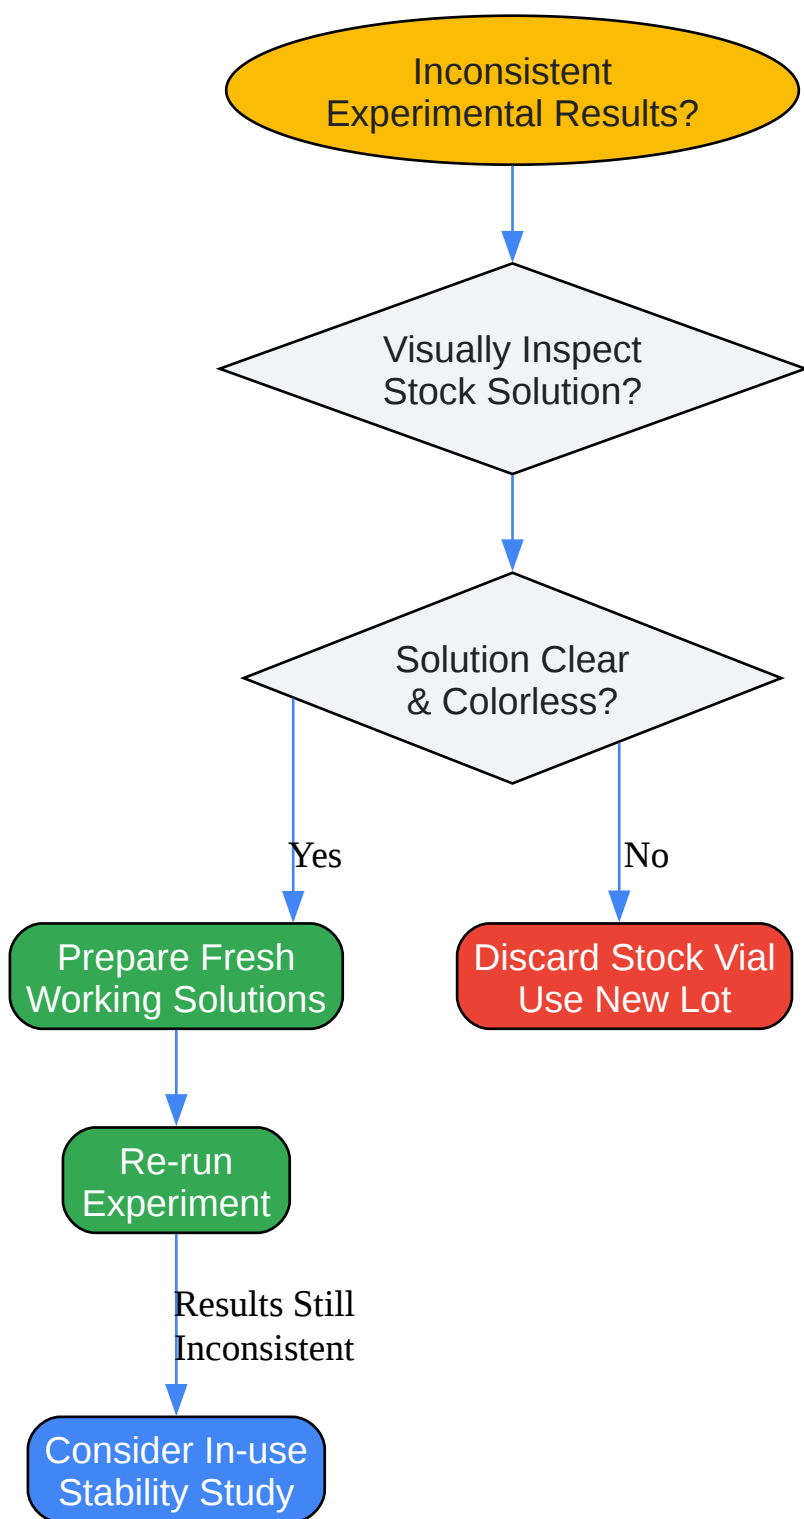 Inconsistent
Experimental Results?
Visually Inspect
Stock Solution?
Solution Clear
& Colorless?
Yes
No
Prepare Fresh
Working Solutions
Discard Stock Vial
Use New Lot
Re-run
Experiment
Results Still
Inconsistent
Consider In-use
Stability Study